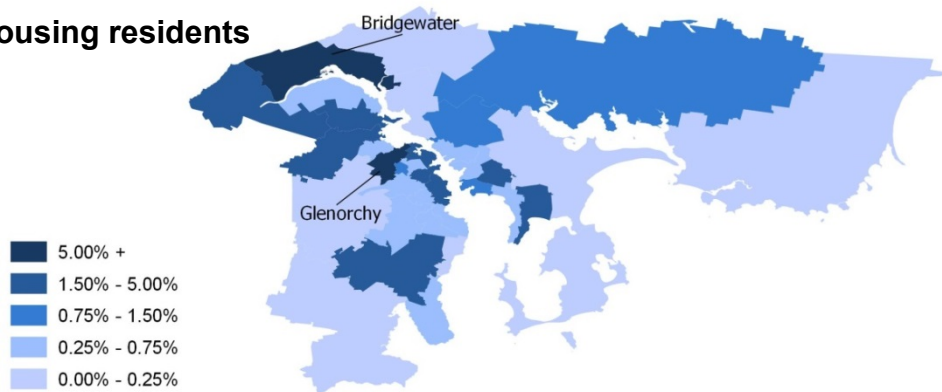 ousing residents
Bridgewater
Glenorchy
5.00% +
1.50% - 5.00%
0.75% - 1.50%
0.25% - 0.75%
0.00% - 0.25%